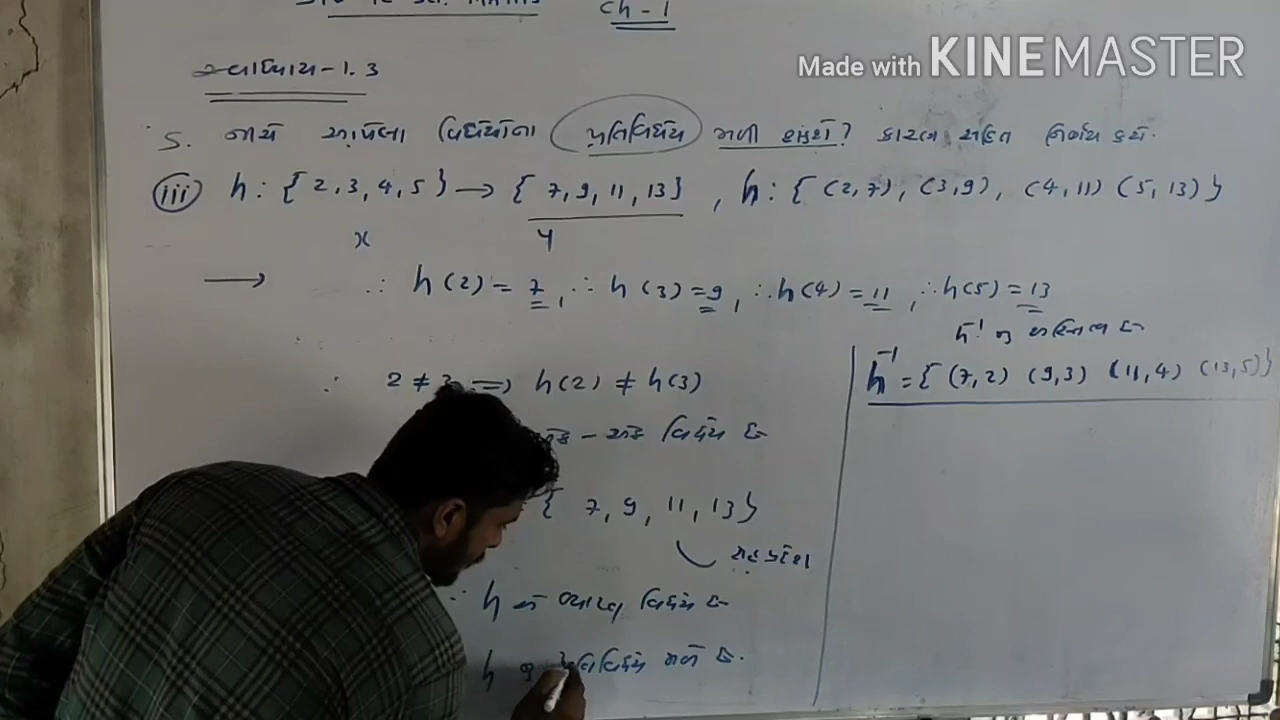 Ch - 1
Made with KINEMASTER
સ્વાધ્યાય - 1.3
5. નીચે આપેલા વિધેયોના પ્રતિવિધેય મળી શકશે? કારણ સહિત નિર્ણય કરો.
(iii) h : { 2, 3, 4, 5 } → { 7, 9, 11, 13 } , h : { (2, 7), (3, 9), (4, 11) (5, 13) }
x y
→ ∴ h (2) = 7, ∴ h (3) = 9, ∴ h(4) = 11, ∴ h(5) = 13
∴ 2 ≠ 3 ⇒ h(2) ≠ h(3)
- એક વિધેય છે
{ 7, 9, 11, 13 }
સહપ્રદેશ
∴ h એ વ્યાપ્ત વિધેય છે
h નું પ્રતિવિધેય મળે છે.
h⁻¹ નું અસ્તિત્વ છે
h⁻¹ = { (7, 2) (9, 3) (11, 4) (13, 5) }